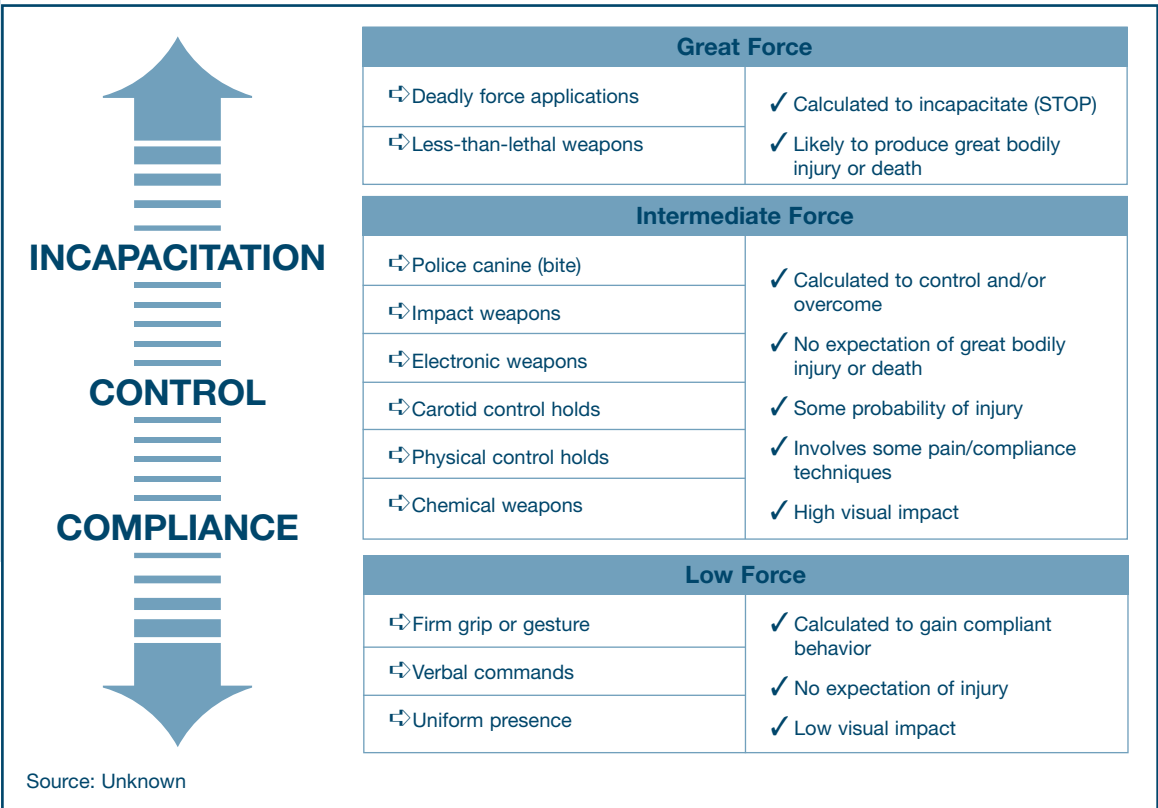 INCAPACITATION
CONTROL
COMPLIANCE
Great Force
➪Deadly force applications
➪Less-than-lethal weapons
✓ Calculated to incapacitate (STOP)
✓ Likely to produce great bodily
injury or death
Intermediate Force
➪Police canine (bite)
➪Impact weapons
➪Electronic weapons
➪Carotid control holds
➪Physical control holds
➪Chemical weapons
✓ Calculated to control and/or
overcome
✓ No expectation of great bodily
injury or death
✓ Some probability of injury
✓ Involves some pain/compliance
techniques
✓ High visual impact
Low Force
➪Firm grip or gesture
➪Verbal commands
➪Uniform presence
✓ Calculated to gain compliant
behavior
✓ No expectation of injury
✓ Low visual impact
Source: Unknown